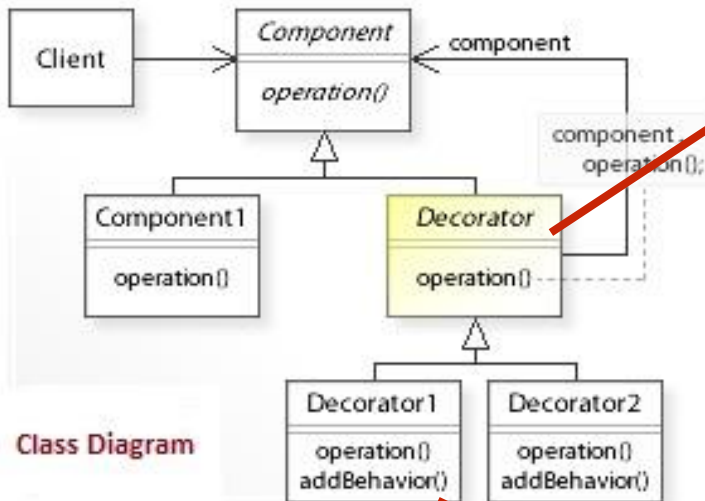 Client
Component
operation()
component
component.
operation();
Component1
operation()
Decorator
operation()
Decorator1
operation()
addBehavior()
Decorator2
operation()
addBehavior()
Class Diagram